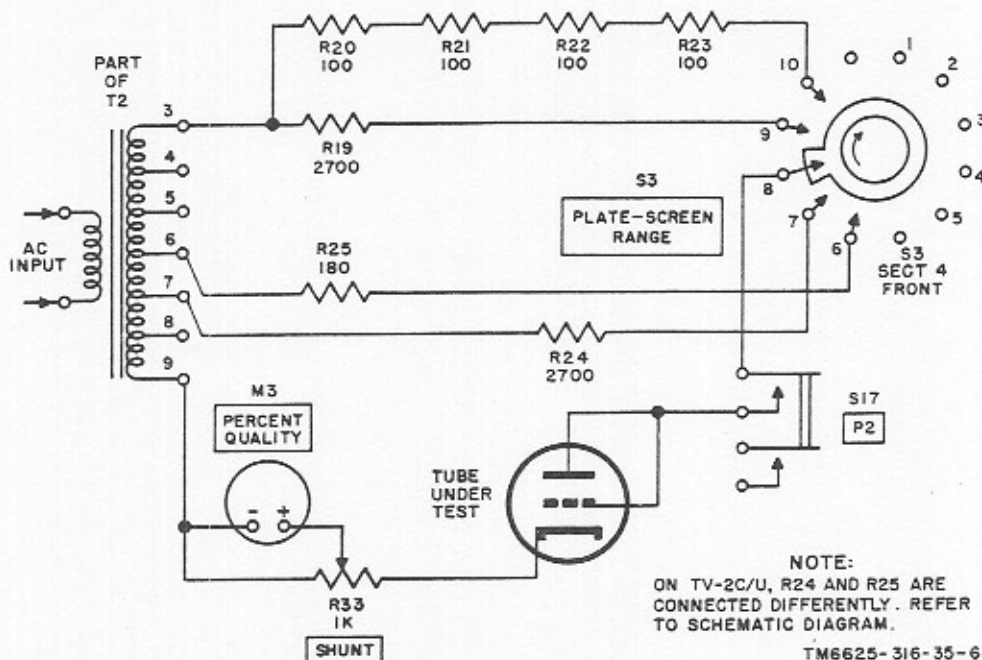 R20
100
R21
100
R22
100
R23
100
PART
OF
T2
3
4
5
6
7
8
9
AC
INPUT
R19
2700
R25
180
R24
2700
S3
PLATE-SCREEN
RANGE
10
9
8
7
6
1
2
3
4
5
S3
SECT 4
FRONT
M3
PERCENT
QUALITY
- +
R33
1K
SHUNT
TUBE
UNDER
TEST
S17
P2
NOTE:
ON TV-2C/U, R24 AND R25 ARE
CONNECTED DIFFERENTLY. REFER
TO SCHEMATIC DIAGRAM.
TM6625-316-35-6